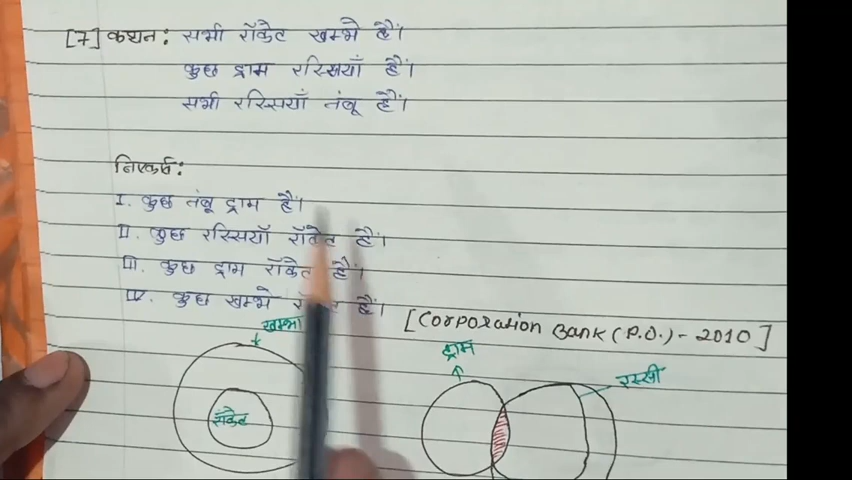 [7] कथन: सभी रॉकेट खम्भे हैं।
कुछ ड्राम रस्सियाँ हैं।
सभी रस्सियाँ तंबू हैं।
निष्कर्ष:
I. कुछ तंबू ड्राम हैं।
II. कुछ रस्सियाँ रॉकेट हैं।
III. कुछ ड्राम रॉकेट हैं।
IV. कुछ खम्भे हैं।
[Corporation Bank (P.O.) - 2010]
खम्भा
ड्राम
रस्सी
रॉकेट